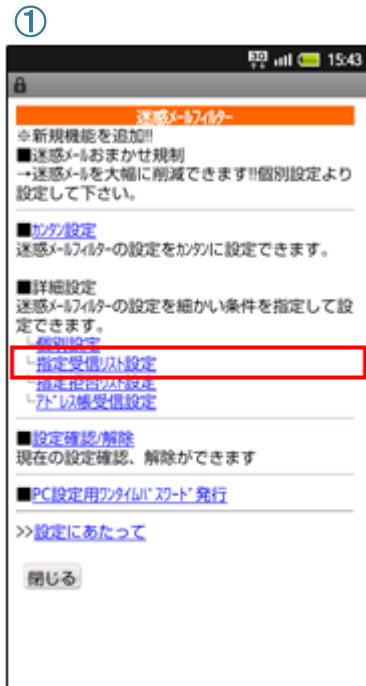 ①
3G 15:43
迷惑ﾒｰﾙﾌｨﾙﾀｰ
※新規機能を追加!!
■迷惑ﾒｰﾙおまかせ規制
→迷惑ﾒｰﾙを大幅に削減できます!!個別設定より
設定して下さい。
■ｶﾝﾀﾝ設定
迷惑ﾒｰﾙﾌｨﾙﾀｰの設定をｶﾝﾀﾝに設定できます。
■詳細設定
迷惑ﾒｰﾙﾌｨﾙﾀｰの設定を細かい条件を指定して設
定できます。
└個別設定
└指定受信ﾘｽﾄ設定
└指定拒否ﾘｽﾄ設定
└ｱﾄﾞﾚｽ帳受信設定
■設定確認/解除
現在の設定確認、解除ができます
■PC設定用ﾜﾝﾀｲﾑﾊﾟｽﾜｰﾄﾞ発行
>>設定にあたって
閉じる